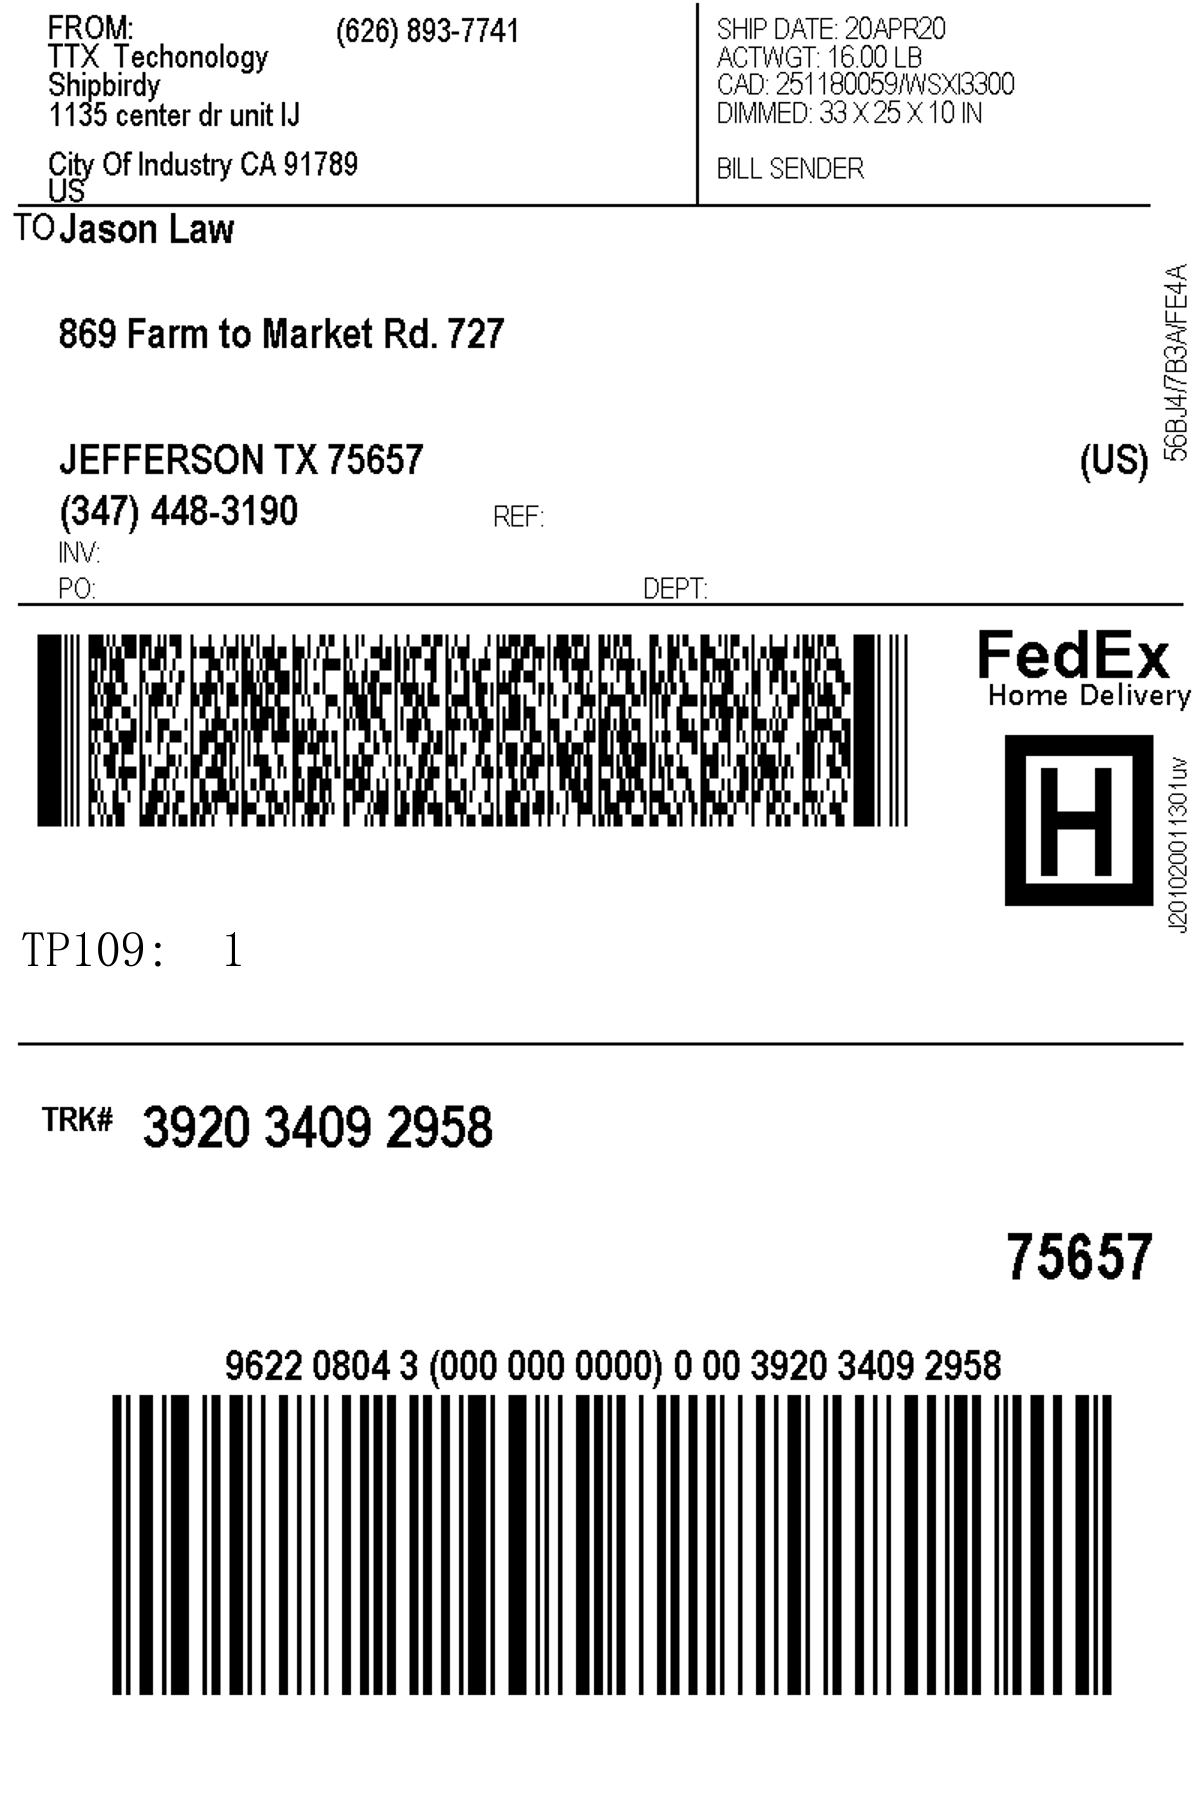 FROM: (626) 893-7741
TTX Techonology
Shipbirdy
1135 center dr unit IJ
City Of Industry CA 91789
US
SHIP DATE: 20APR20
ACTWGT: 16.00 LB
CAD: 251180059/WSXI3300
DIMMED: 33 X 25 X 10 IN
BILL SENDER
TO Jason Law
869 Farm to Market Rd. 727
JEFFERSON TX 75657 (US)
(347) 448-3190 REF:
INV:
PO: DEPT:
56BJ4/7B3A/FE4A
FedEx
Home Delivery
H
J201020011301uv
TP109: 1
TRK# 3920 3409 2958
75657
9622 0804 3 (000 000 0000) 0 00 3920 3409 2958